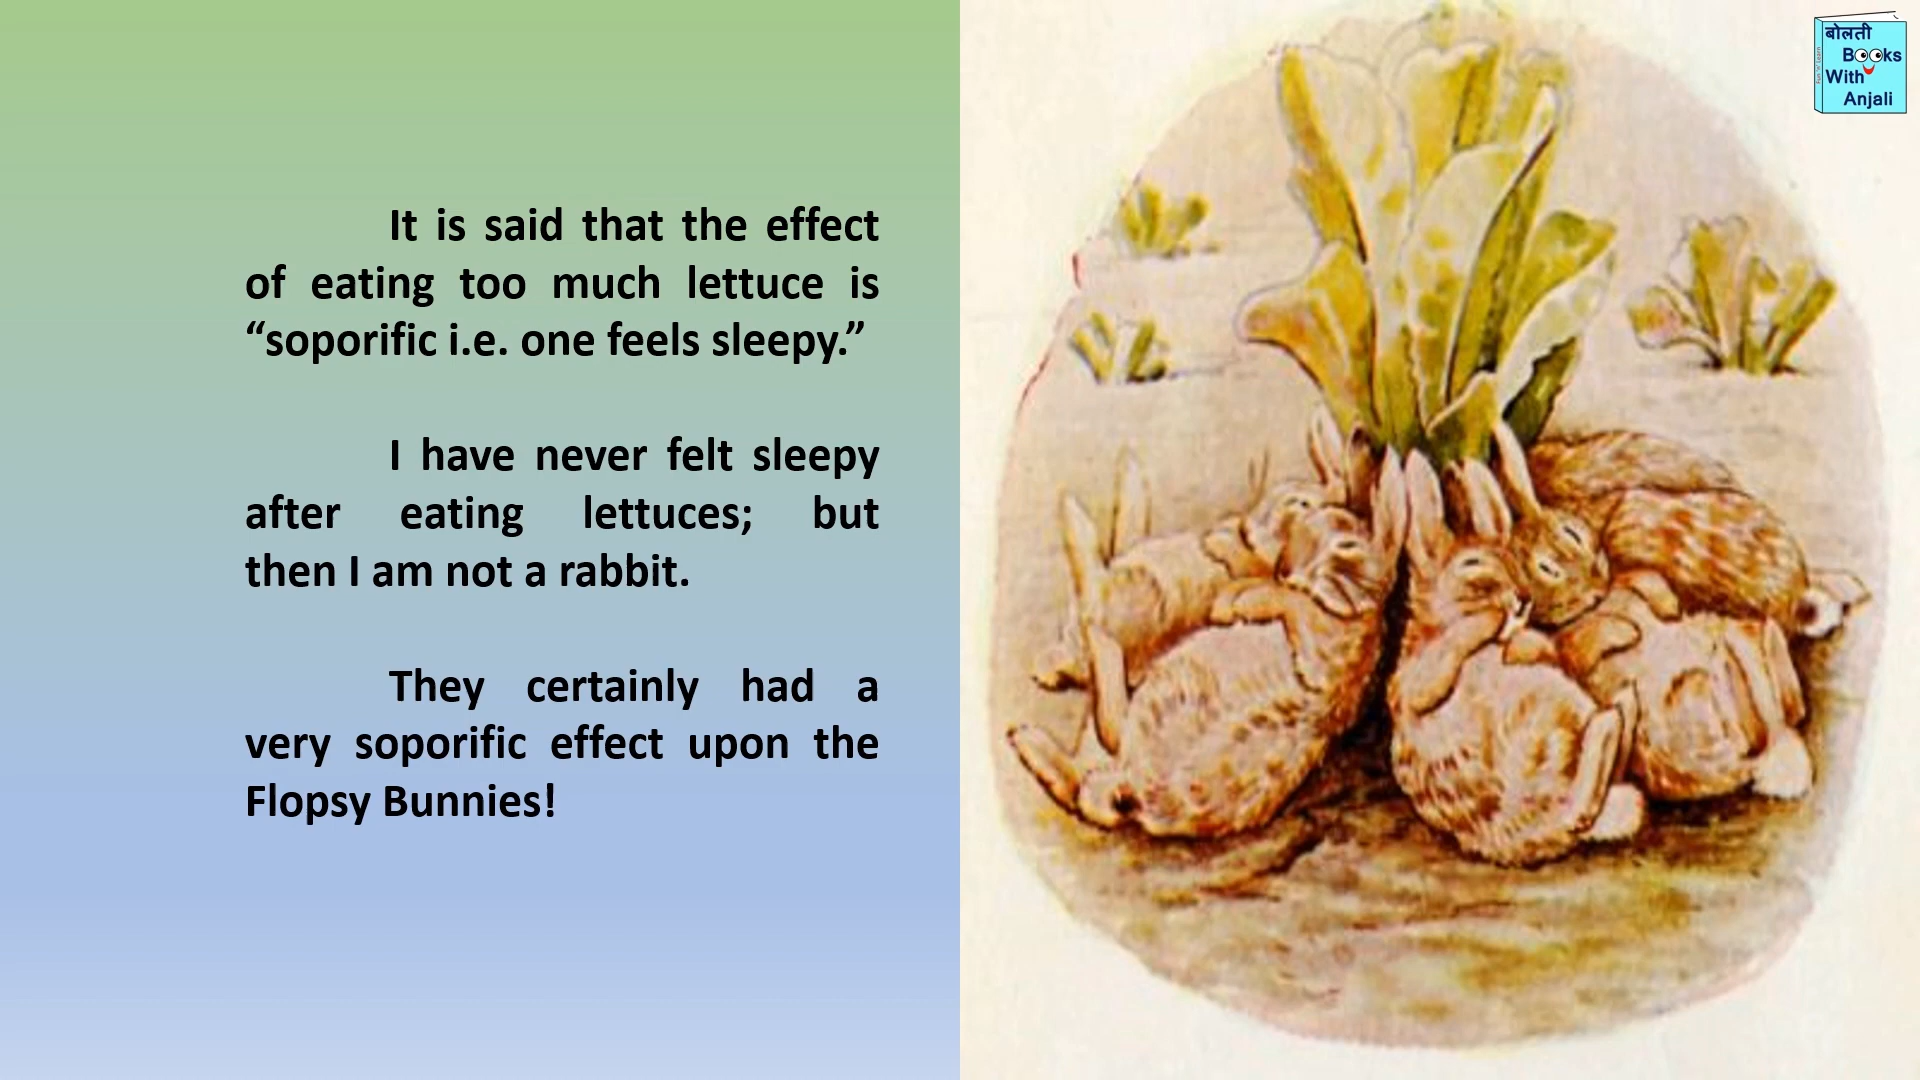 It is said that the effect
of eating too much lettuce is
“soporific i.e. one feels sleepy.”
I have never felt sleepy
after eating lettuces; but
then I am not a rabbit.
They certainly had a
very soporific effect upon the
Flopsy Bunnies!
बोलती
Books
With
Anjali